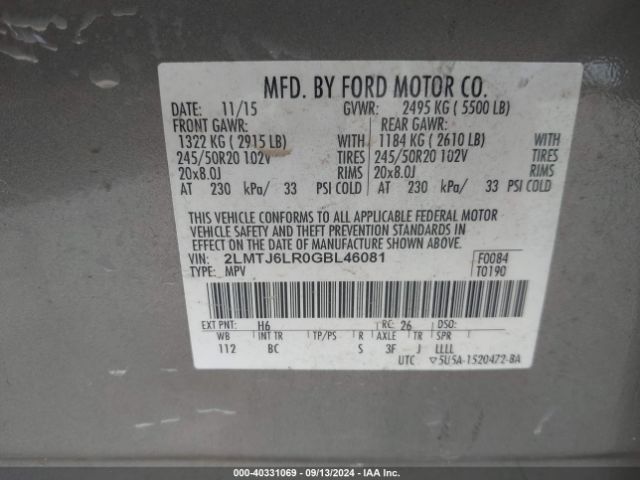 MFD. BY FORD MOTOR CO.
DATE: 11/15 GVWR: 2495 KG ( 5500 LB)
FRONT GAWR: REAR GAWR:
1322 KG ( 2915 LB) WITH 1184 KG ( 2610 LB) WITH
245/50R20 102V TIRES 245/50R20 102V TIRES
20x8.0J RIMS 20x8.0J RIMS
AT 230 kPa/ 33 PSI COLD AT 230 kPa/ 33 PSI COLD
THIS VEHICLE CONFORMS TO ALL APPLICABLE FEDERAL MOTOR
VEHICLE SAFETY AND THEFT PREVENTION STANDARDS IN
EFFECT ON THE DATE OF MANUFACTURE SHOWN ABOVE.
VIN: 2LMTJ6LR0GBL46081 F0084
TYPE: MPV T0190
EXT PNT: H6 RC: 26 DSO:
WB INT TR TP/PS R AXLE TR SPR
112 BC S 3F J LLLL
UTC ▽5U5A-1520472-BA
000-40331069 - 09/13/2024 - IAA Inc.